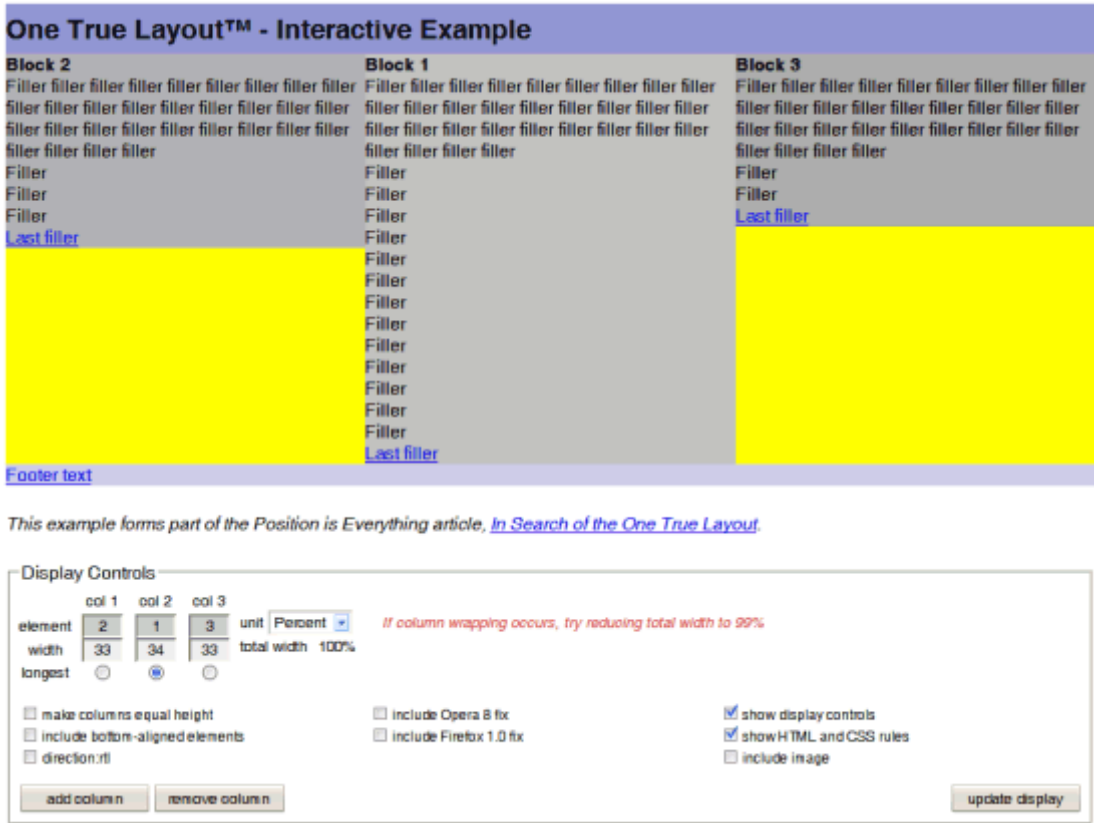 One True Layout™ - Interactive Example
Block 2
Filler filler filler filler filler filler filler filler filler
filler filler filler filler filler filler filler filler filler
filler filler filler filler filler filler filler filler filler
filler filler filler filler
Filler
Filler
Filler
Last filler
Block 1
Filler filler filler filler filler filler filler filler filler
filler filler filler filler filler filler filler filler filler
filler filler filler filler filler filler filler filler filler
filler filler filler filler
Filler
Filler
Filler
Filler
Filler
Filler
Filler
Filler
Filler
Filler
Filler
Filler
Filler
Last filler
Block 3
Filler filler filler filler filler filler filler filler filler
filler filler filler filler filler filler filler filler filler
filler filler filler filler filler filler filler filler filler
filler filler filler filler
Filler
Filler
Last filler
Footer text
This example forms part of the Position is Everything article, In Search of the One True Layout.
Display Controls
col 1 col 2 col 3
element 2 1 3 unit Percent If column wrapping occurs, try reducing total width to 99%
width 33 34 33 total width 100%
longest
make columns equal height include Opera 8 fix show display controls
include bottom-aligned elements include Firefox 1.0 fix show HTML and CSS rules
direction:rtl include image
add column remove column update display